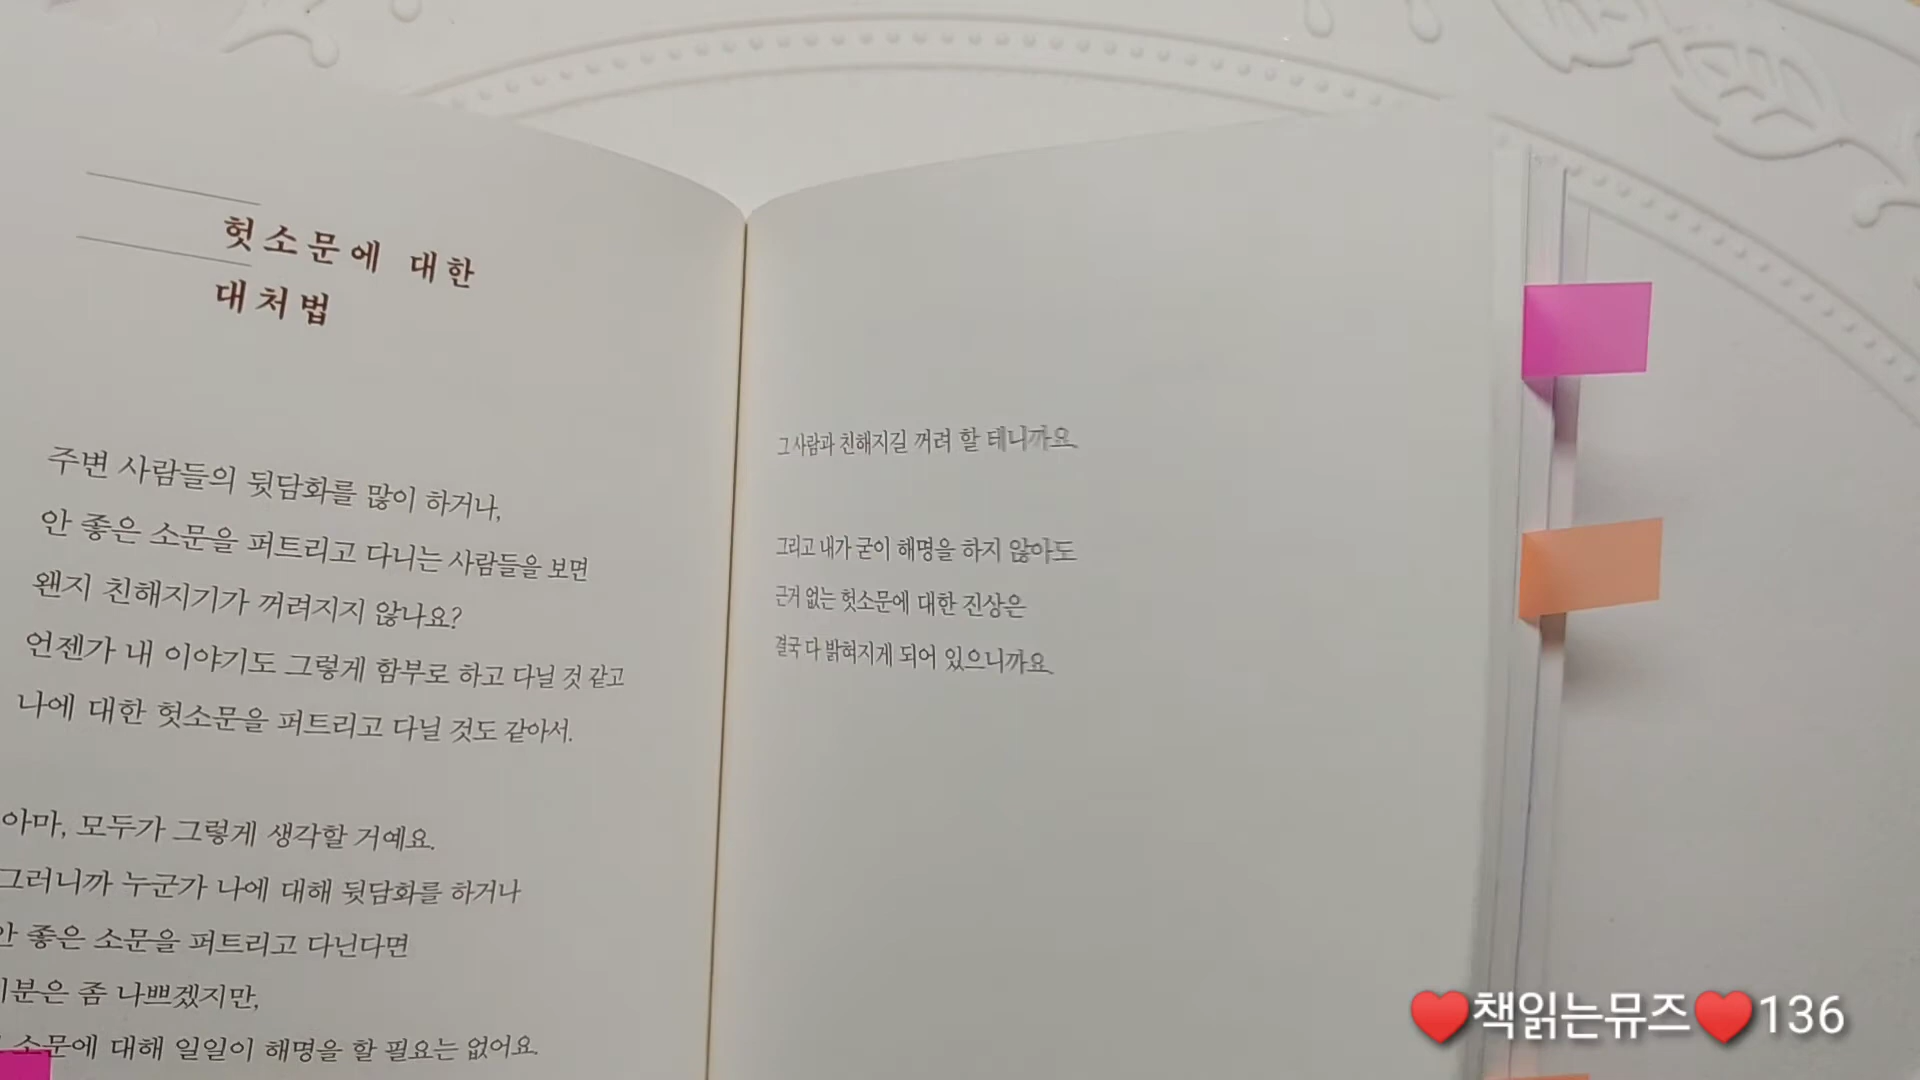 헛소문에 대한
대처법
주변 사람들의 뒷담화를 많이 하거나,
안 좋은 소문을 퍼트리고 다니는 사람들을 보면
왠지 친해지기가 꺼려지지 않나요?
언젠가 내 이야기도 그렇게 함부로 하고 다닐 것 같고
나에 대한 헛소문을 퍼트리고 다닐 것도 같아서.
아마, 모두가 그렇게 생각할 거예요.
그러니까 누군가 나에 대해 뒷담화를 하거나
안 좋은 소문을 퍼트리고 다닌다면
기분은 좀 나쁘겠지만,
소문에 대해 일일이 해명을 할 필요는 없어요.
그 사람과 친해지길 꺼려 할 테니까요.
그리고 내가 굳이 해명을 하지 않아도
근거 없는 헛소문에 대한 진상은
결국 다 밝혀지게 되어 있으니까요.
❤️책읽는뮤즈❤️136